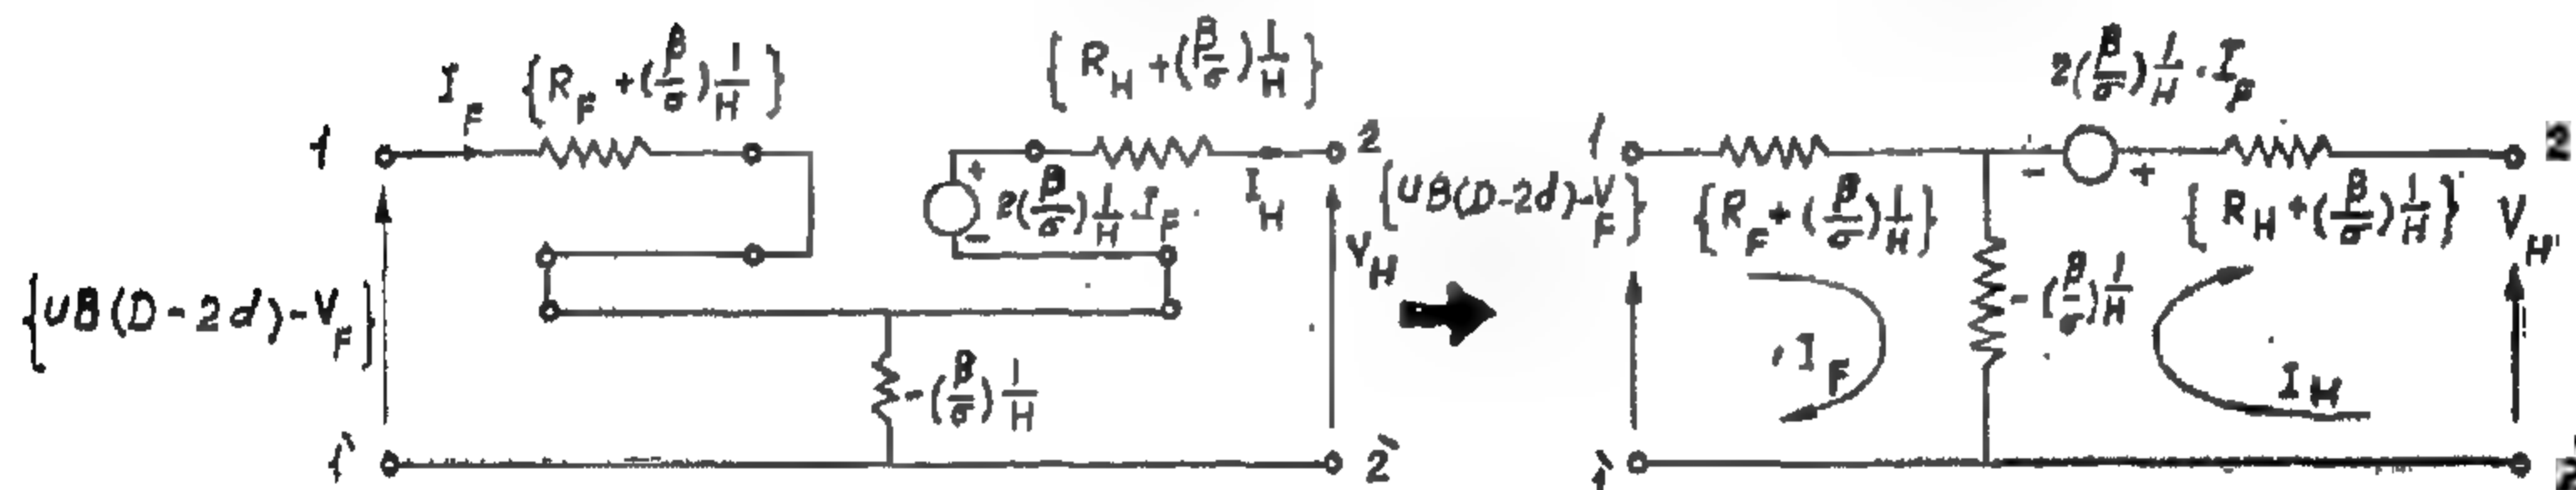 I_F {R_F + (β/σ) 1/H}
{R_H + (β/σ) 1/H}
1
2
2(β/σ) 1/H · I_F
+
-
I_H
V_H
{UB(D-2d)-V_F}
-(β/σ) 1/H
1`
2`
2(β/σ) 1/H · I_F
1
2
- +
{UB(D-2d)-V_F}
{R_F + (β/σ) 1/H}
{R_H + (β/σ) 1/H}
V_H
-(β/σ) 1/H
I_F
I_H
1`